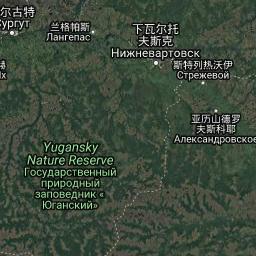 尔古特
Сургут
兰格帕斯
Лангепас
下瓦尔托
夫斯克
Нижневартовск
斯特列热沃伊
Стрежевой
亚历山德罗
夫斯科耶
Александровское
Yugansky
Nature Reserve
Государственный
природный
заповедник «
Юганский»